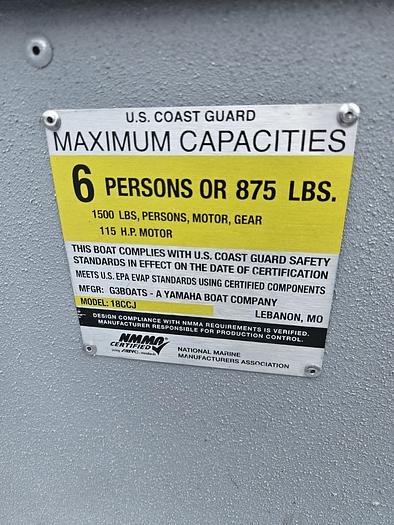 U.S. COAST GUARD
MAXIMUM CAPACITIES
6 PERSONS OR 875 LBS.
1500 LBS, PERSONS, MOTOR, GEAR
115 H.P. MOTOR
THIS BOAT COMPLIES WITH U.S. COAST GUARD SAFETY
STANDARDS IN EFFECT ON THE DATE OF CERTIFICATION
MEETS U.S. EPA EVAP STANDARDS USING CERTIFIED COMPONENTS
MFGR: G3BOATS - A YAMAHA BOAT COMPANY
MODEL: 18CCJ
LEBANON, MO
DESIGN COMPLIANCE WITH NMMA REQUIREMENTS IS VERIFIED.
MANUFACTURER RESPONSIBLE FOR PRODUCTION CONTROL.
NMMA
CERTIFIED
NATIONAL MARINE
MANUFACTURERS ASSOCIATION